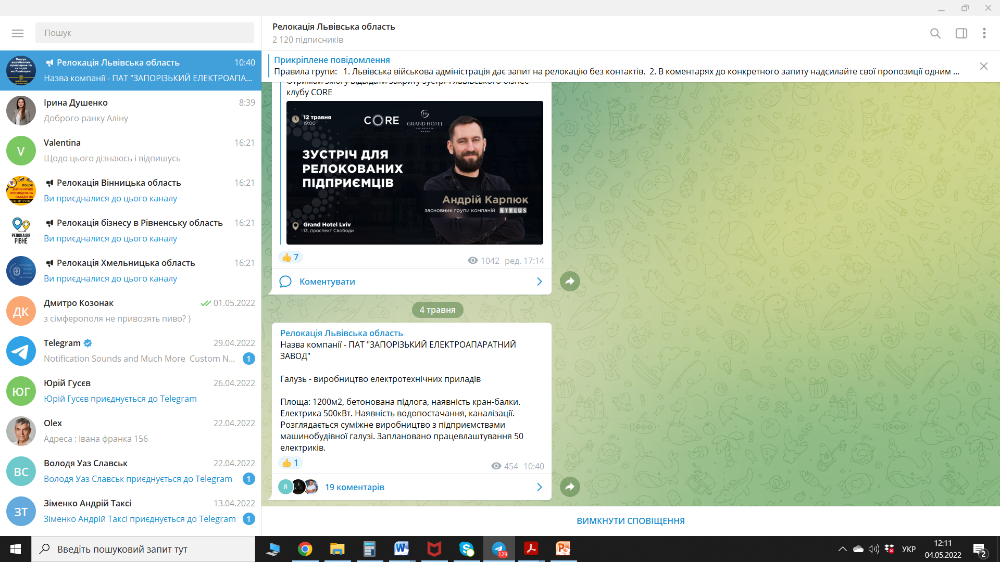 Пошук
Релокація Львівська область
10:40
Назва компанії - ПАТ "ЗАПОРІЗЬКИЙ ЕЛЕКТРОАПА...
Ірина Душенко
8:39
Доброго ранку Аліну
V
Valentina
16:21
Щодо цього дізнаюсь і відпишусь
Релокація Вінницька область
16:21
Ви приєдналися до цього каналу
РЕЛОКАЦІЯ
РІВНЕ
Релокація бізнесу в Рівненську область
16:21
Ви приєдналися до цього каналу
Релокація Хмельницька область
16:21
Ви приєдналися до цього каналу
ДК
Дмитро Козонак
01.05.2022
з сімферополя не привозять пиво? )
Telegram
29.04.2022
Notification Sounds and Much More  Custom N...
1
ЮГ
Юрій Гусєв
26.04.2022
Юрій Гусєв приєднується до Telegram
Olex
22.04.2022
Адреса : Івана франка 156
ВС
Володя Уаз Славськ
22.04.2022
Володя Уаз Славськ приєднується до Telegram
1
ЗТ
Зіменко Андрій Таксі
13.04.2022
Зіменко Андрій Таксі приєднується до Telegram
1
Релокація Львівська область
2 120 підписників
Прикріплене повідомлення
Правила групи:   1. Львівська військова адміністрація дає запит на релокацію без контактів.  2. В коментарях до конкретного запиту надсилайте свої пропозиції одним ...
клубу CORE
12 травня
19:00
CORE
GRAND HOTEL
ЗУСТРІЧ ДЛЯ
РЕЛОКОВАНИХ
ПІДПРИЄМЦІВ
Андрій Карпюк
засновник групи компаній STYLUS
Grand Hotel Lviv
13, проспект Свободи
7
1042
ред. 17:14
Коментувати
4 травня
Релокація Львівська область
Назва компанії - ПАТ "ЗАПОРІЗЬКИЙ ЕЛЕКТРОАПАРАТНИЙ
ЗАВОД"
Галузь - виробництво електротехнічних приладів
Площа: 1200м2, бетонована підлога, наявність кран-балки.
Електрика 500кВт. Наявність водопостачання, каналізації.
Розглядається суміжне виробництво з підприємствами
машинобудівної галузі. Заплановано працевлаштування 50
електриків.
1
454
10:40
Я
19 коментарів
ВИМКНУТИ СПОВІЩЕННЯ
Введіть пошуковий запит тут
129
УКР
12:11
04.05.2022
2